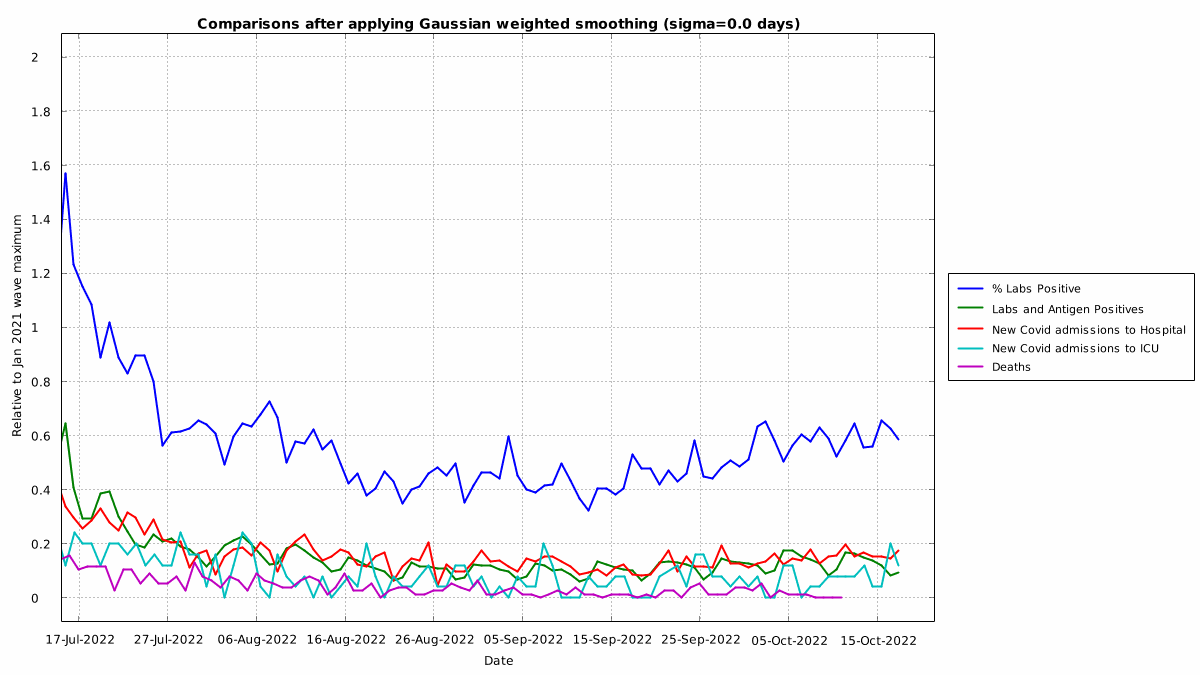 Comparisons after applying Gaussian weighted smoothing (sigma=0.0 days)
Relative to Jan 2021 wave maximum
2
1.8
1.6
1.4
1.2
1
0.8
0.6
0.4
0.2
0
17-Jul-2022 27-Jul-2022 06-Aug-2022 16-Aug-2022 26-Aug-2022 05-Sep-2022 15-Sep-2022 25-Sep-2022 05-Oct-2022 15-Oct-2022
Date
% Labs Positive
Labs and Antigen Positives
New Covid admissions to Hospital
New Covid admissions to ICU
Deaths